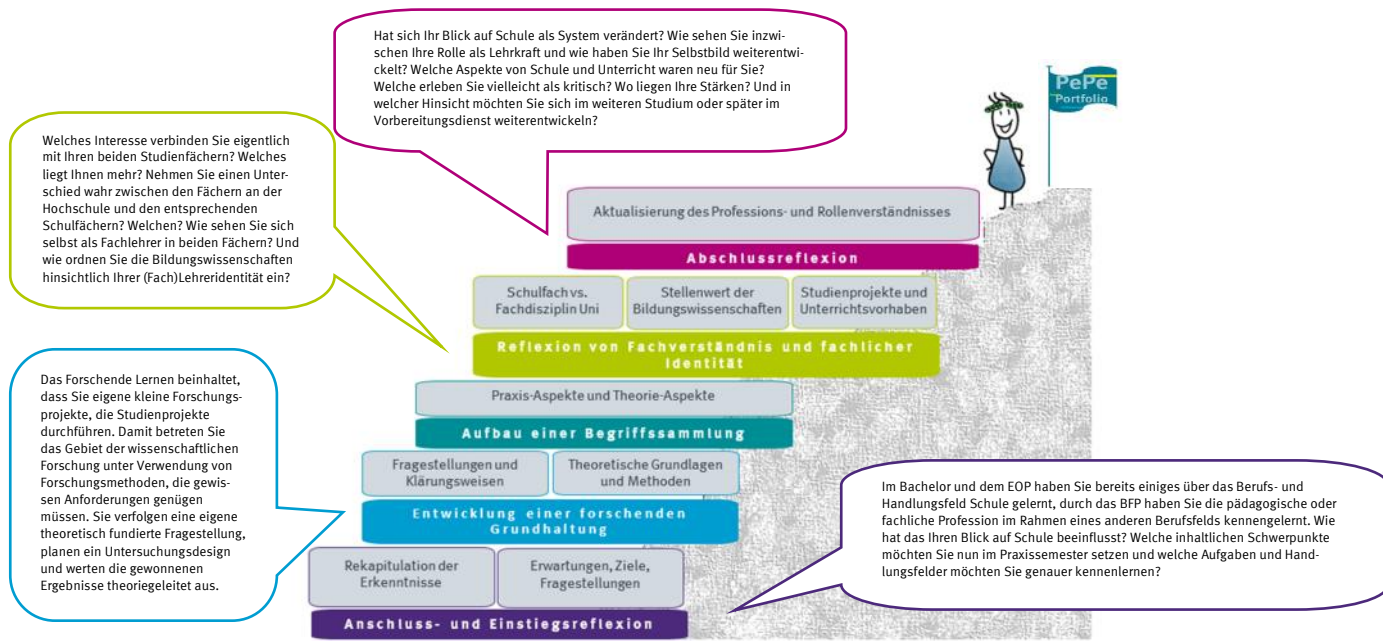 Hat sich Ihr Blick auf Schule als System verändert? Wie sehen Sie inzwi-
schen Ihre Rolle als Lehrkraft und wie haben Sie Ihr Selbstbild weiterentwi-
ckelt? Welche Aspekte von Schule und Unterricht waren neu für Sie?
Welche erleben Sie vielleicht als kritisch? Wo liegen Ihre Stärken? Und in
welcher Hinsicht möchten Sie sich im weiteren Studium oder später im
Vorbereitungsdienst weiterentwickeln?
PePe
Portfolio
Welches Interesse verbinden Sie eigentlich
mit Ihren beiden Studienfächern? Welches
liegt Ihnen mehr? Nehmen Sie einen Unter-
schied wahr zwischen den Fächern an der
Hochschule und den entsprechenden
Schulfächern? Welchen? Wie sehen Sie sich
selbst als Fachlehrer in beiden Fächern? Und
wie ordnen Sie die Bildungswissenschaften
hinsichtlich Ihrer (Fach)Lehreridentität ein?
Aktualisierung des Professions- und Rollenverständnisses
Abschlussreflexion
Schulfach vs.
Fachdisziplin Uni
Stellenwert der
Bildungswissenschaften
Studienprojekte und
Unterrichtsvorhaben
Reflexion von Fachverständnis und fachlicher
Identität
Das Forschende Lernen beinhaltet,
dass Sie eigene kleine Forschungs-
projekte, die Studienprojekte
durchführen. Damit betreten Sie
das Gebiet der wissenschaftlichen
Forschung unter Verwendung von
Forschungsmethoden, die gewis-
sen Anforderungen genügen
müssen. Sie verfolgen eine eigene
theoretisch fundierte Fragestellung,
planen ein Untersuchungsdesign
und werten die gewonnenen
Ergebnisse theoriegeleitet aus.
Praxis-Aspekte und Theorie-Aspekte
Aufbau einer Begriffssammlung
Fragestellungen und
Klärungsweisen
Theoretische Grundlagen
und Methoden
Entwicklung einer forschenden
Grundhaltung
Im Bachelor und dem EOP haben Sie bereits einiges über das Berufs- und
Handlungsfeld Schule gelernt, durch das BFP haben Sie die pädagogische oder
fachliche Profession im Rahmen eines anderen Berufsfelds kennengelernt. Wie
hat das Ihren Blick auf Schule beeinflusst? Welche inhaltlichen Schwerpunkte
möchten Sie nun im Praxissemester setzen und welche Aufgaben und Hand-
lungsfelder möchten Sie genauer kennenlernen?
Rekapitulation der
Erkenntnisse
Erwartungen, Ziele,
Fragestellungen
Anschluss- und Einstiegsreflexion